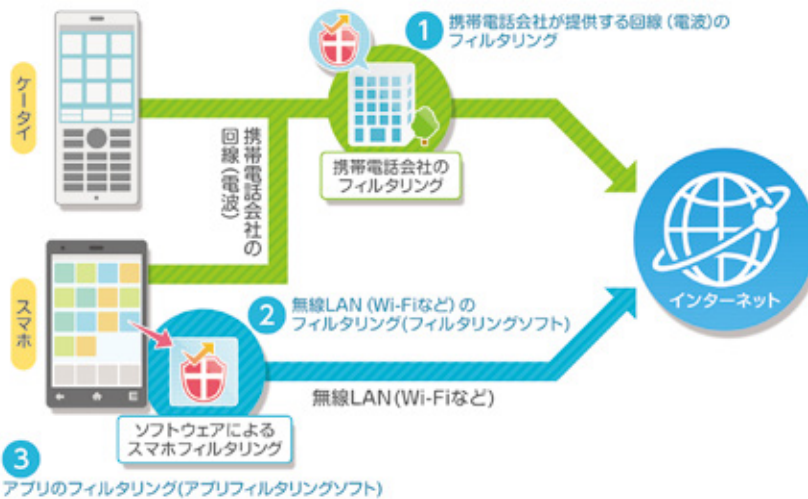 1
携帯電話会社が提供する回線(電波)の
フィルタリング
ケータイ
携帯電話会社の
回線(電波)
携帯電話会社の
フィルタリング
インターネット
スマホ
2
無線LAN(Wi-Fiなど)の
フィルタリング(フィルタリングソフト)
無線LAN(Wi-Fiなど)
ソフトウェアによる
スマホフィルタリング
3
アプリのフィルタリング(アプリフィルタリングソフト)